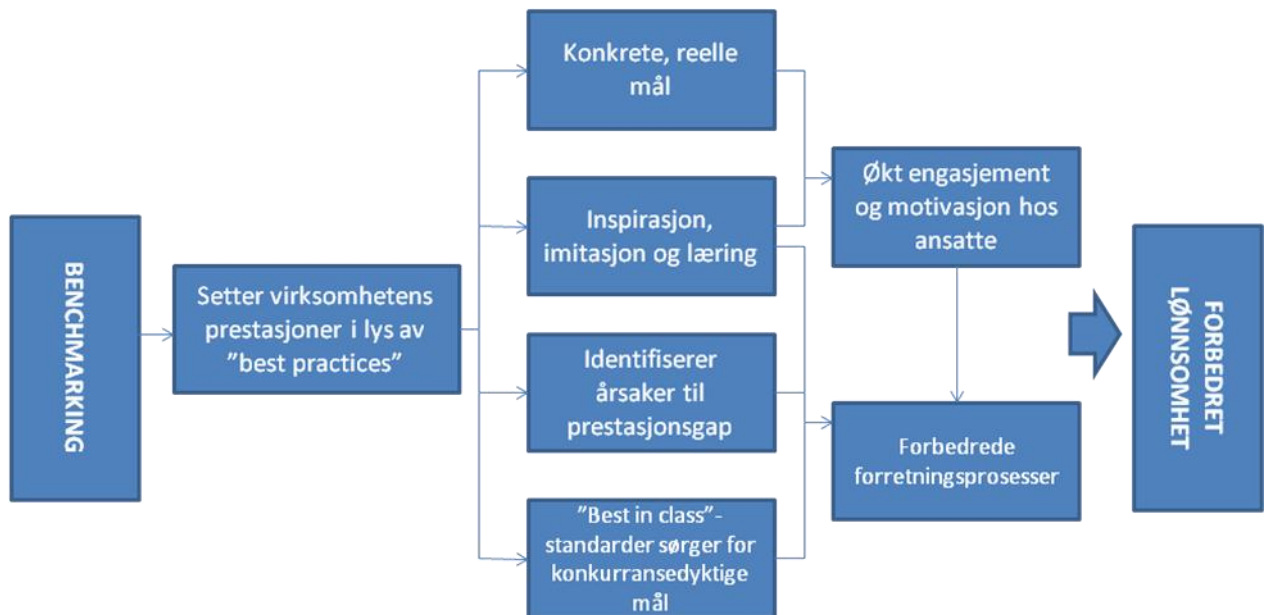 BENCHMARKING
Setter virksomhetens
prestasjoner i lys av
”best practices”
Konkrete, reelle
mål
Inspirasjon,
imitasjon og læring
Identifiserer
årsaker til
prestasjonsgap
”Best in class”-
standarder sørger for
konkurransedyktige
mål
Økt engasjement
og motivasjon hos
ansatte
Forbedrede
forretningsprosesser
FORBEDRET
LØNNSOMHET